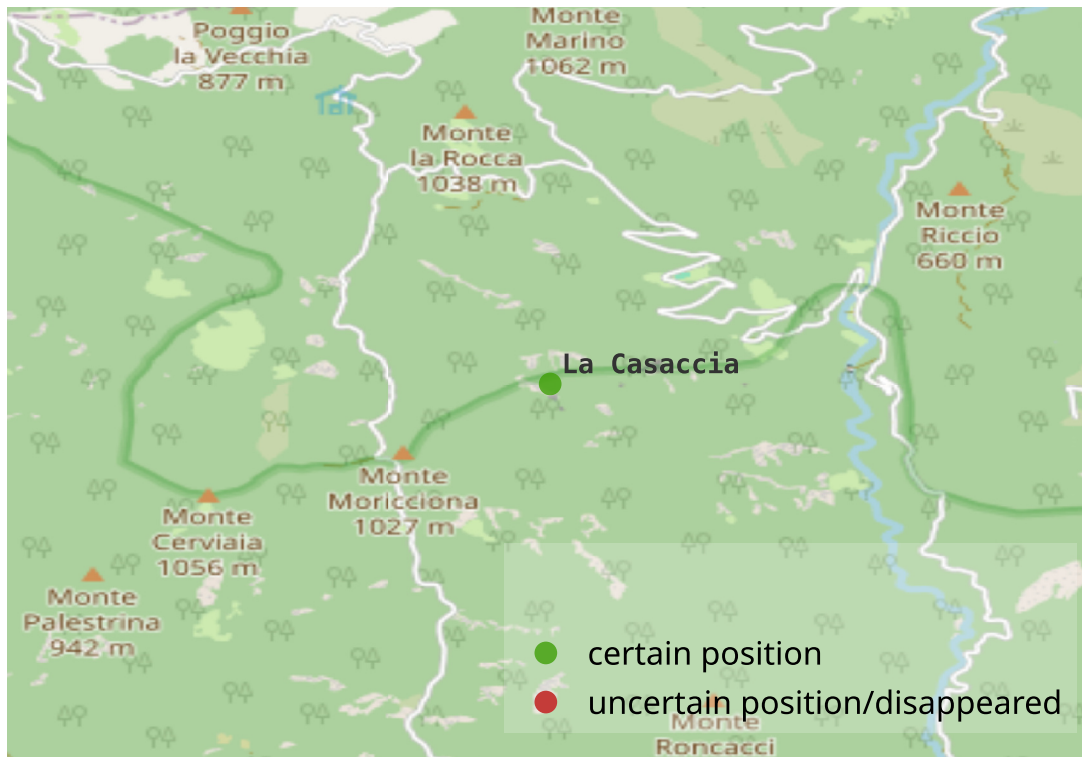 Poggio
la Vecchia
877 m
Monte
Marino
1062 m
Monte
la Rocca
1038 m
Monte
Riccio
660 m
La Casaccia
Monte
Moricciona
1027 m
Monte
Cerviaia
1056 m
Monte
Palestrina
942 m
certain position
uncertain position/disappeared
Monte
Roncacci